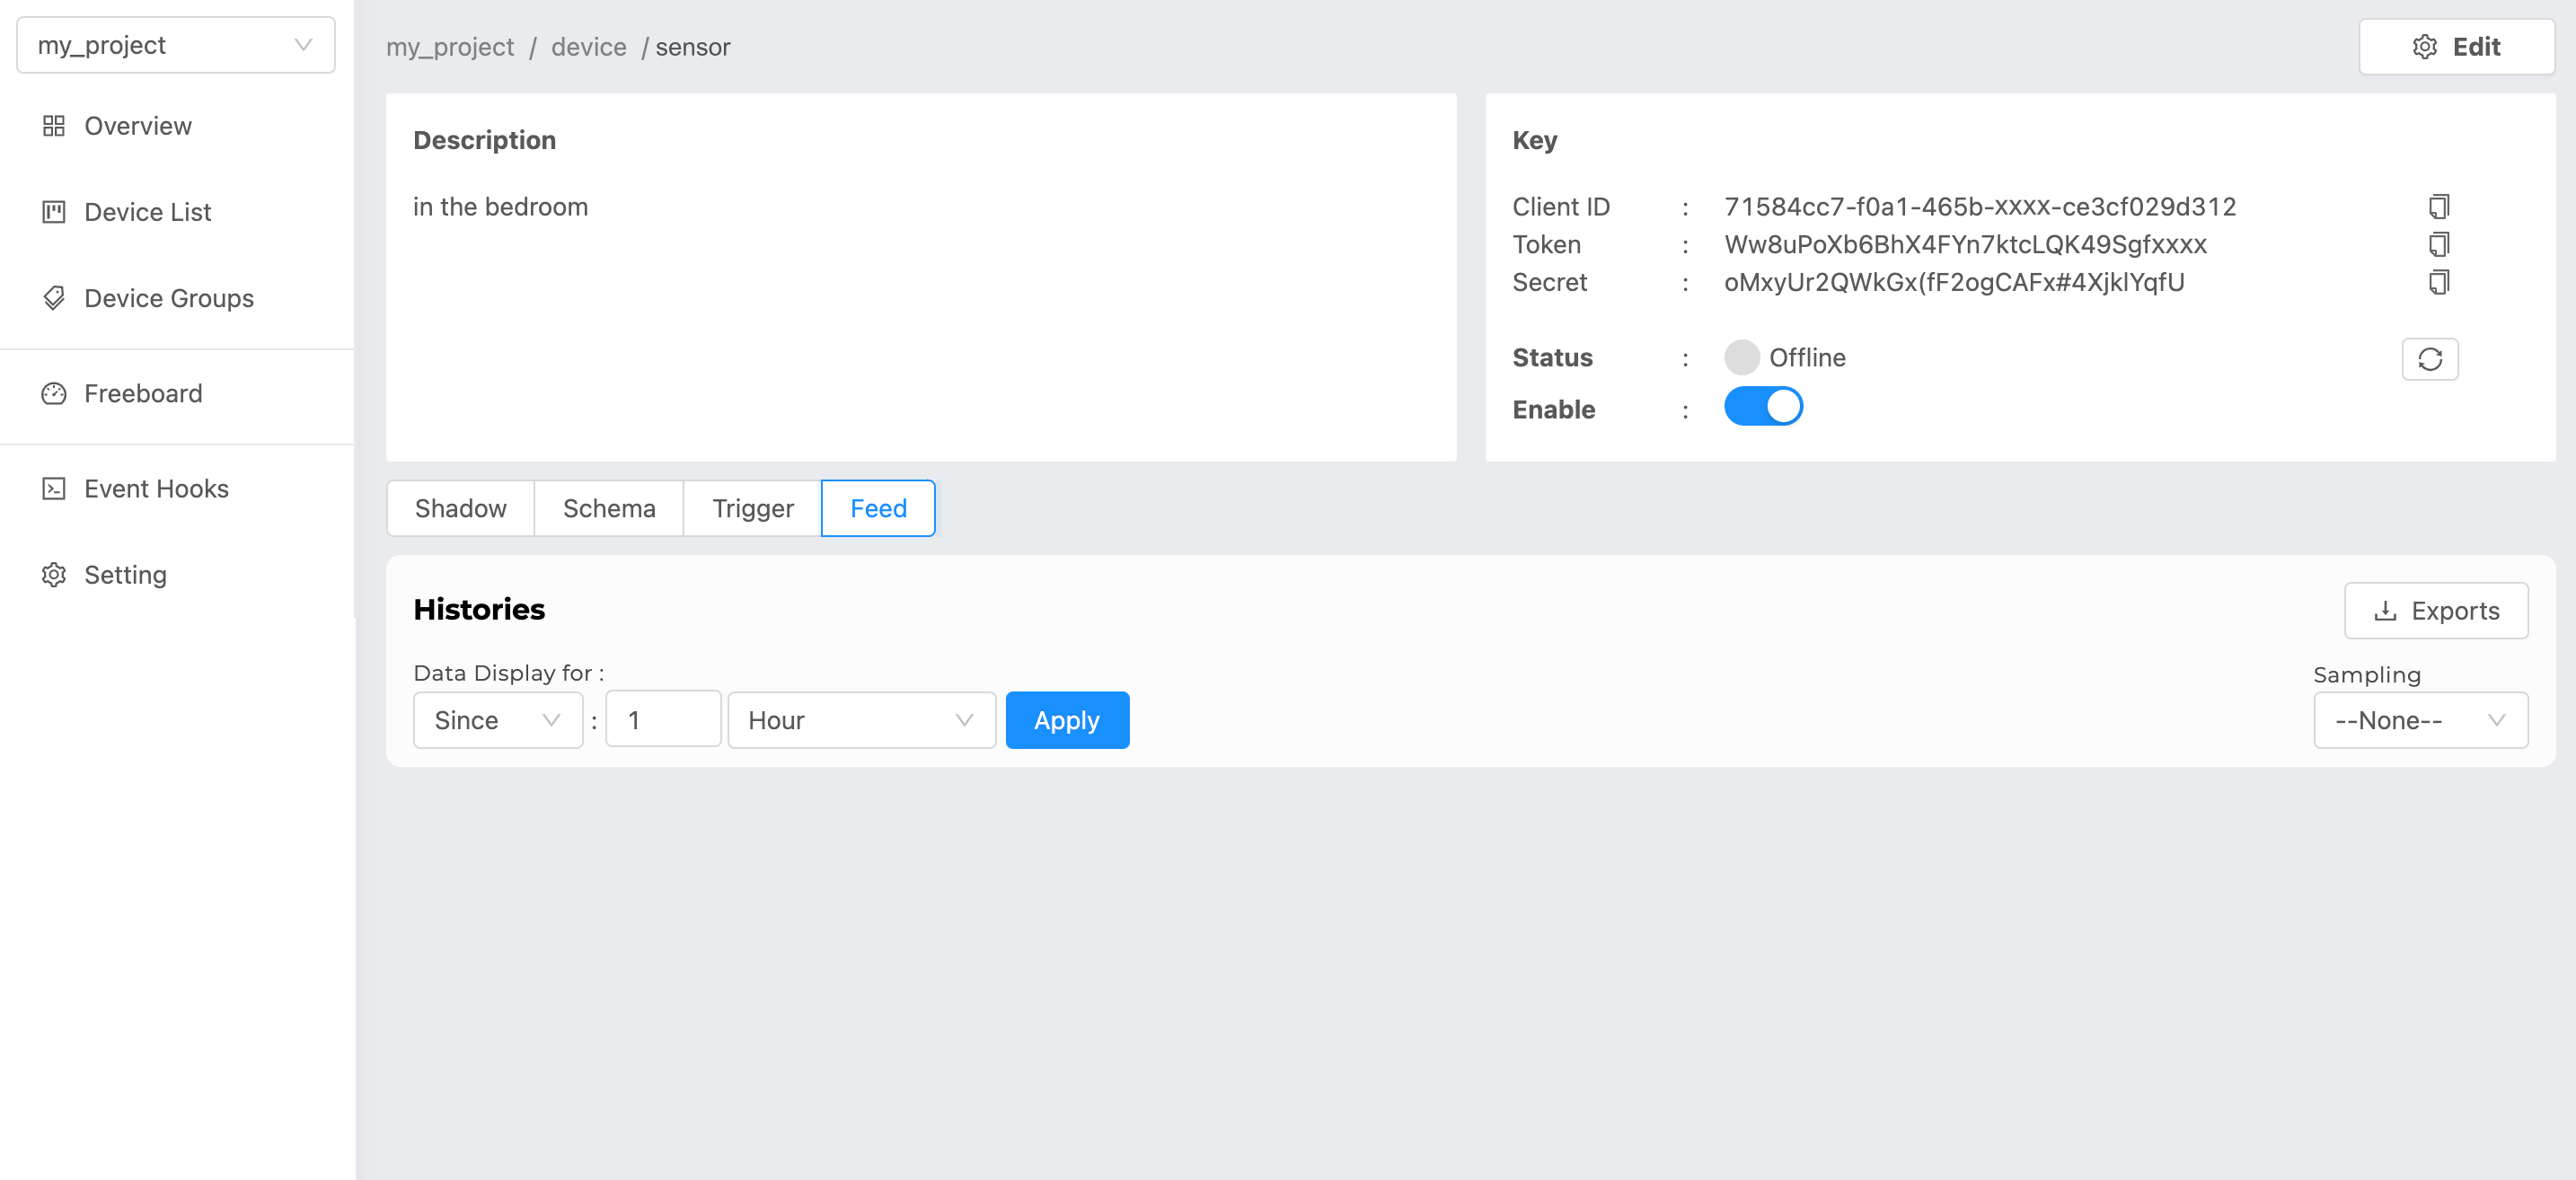 my_project
Overview
Device List
Device Groups
Freeboard
Event Hooks
Setting
my_project / device / sensor
Edit
Description
in the bedroom
Key
Client ID : 71584cc7-f0a1-465b-xxxx-ce3cf029d312
Token : Ww8uPoXb6BhX4FYn7ktcLQK49Sgfxxxx
Secret : oMxyUr2QWkGx(fF2ogCAFx#4XjklYqfU
Status : Offline
Enable :
Shadow Schema Trigger Feed
Histories
Exports
Data Display for :
Sampling
Since : 1 Hour Apply
--None--